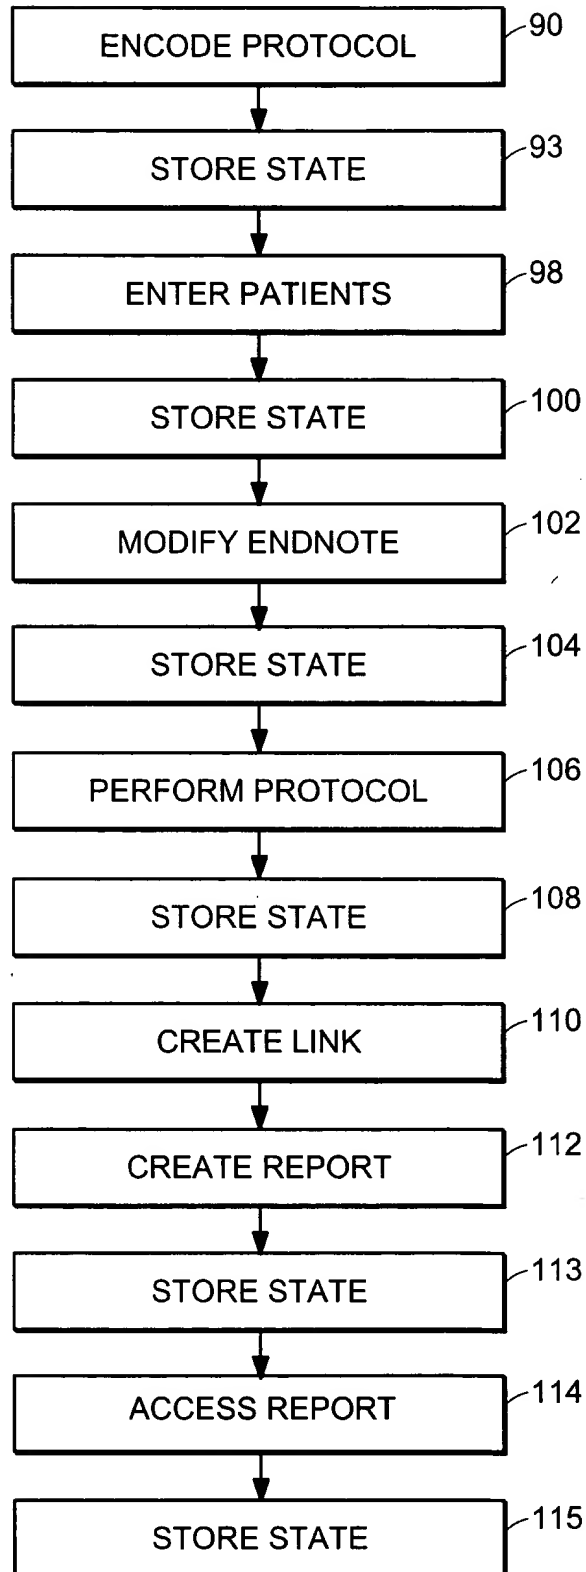 90
ENCODE PROTOCOL
93
STORE STATE
98
ENTER PATIENTS
100
STORE STATE
102
MODIFY ENDNOTE
104
STORE STATE
106
PERFORM PROTOCOL
108
STORE STATE
110
CREATE LINK
112
CREATE REPORT
113
STORE STATE
114
ACCESS REPORT
115
STORE STATE